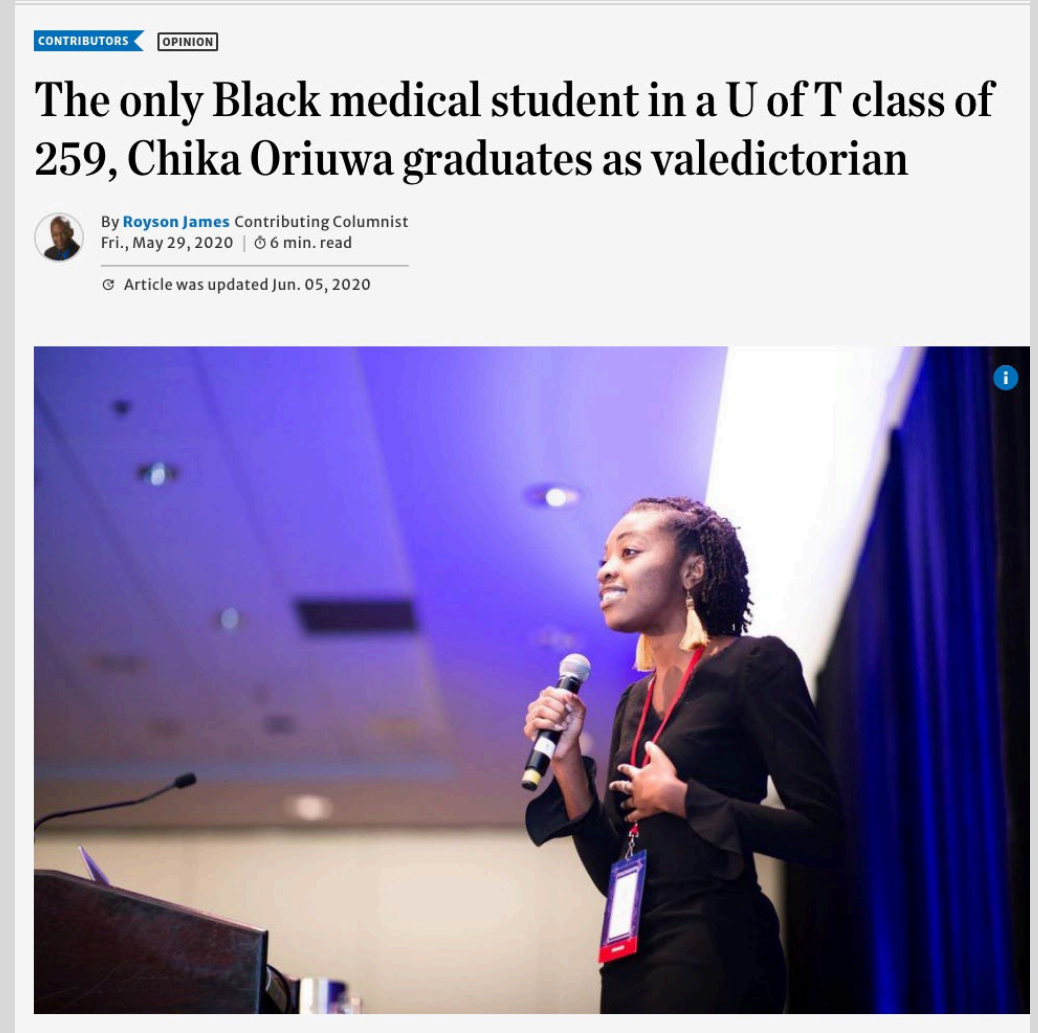 CONTRIBUTORS OPINION
The only Black medical student in a U of T class of
259, Chika Oriuwa graduates as valedictorian
By Royson James Contributing Columnist
Fri., May 29, 2020 | 6 min. read
Article was updated Jun. 05, 2020
i